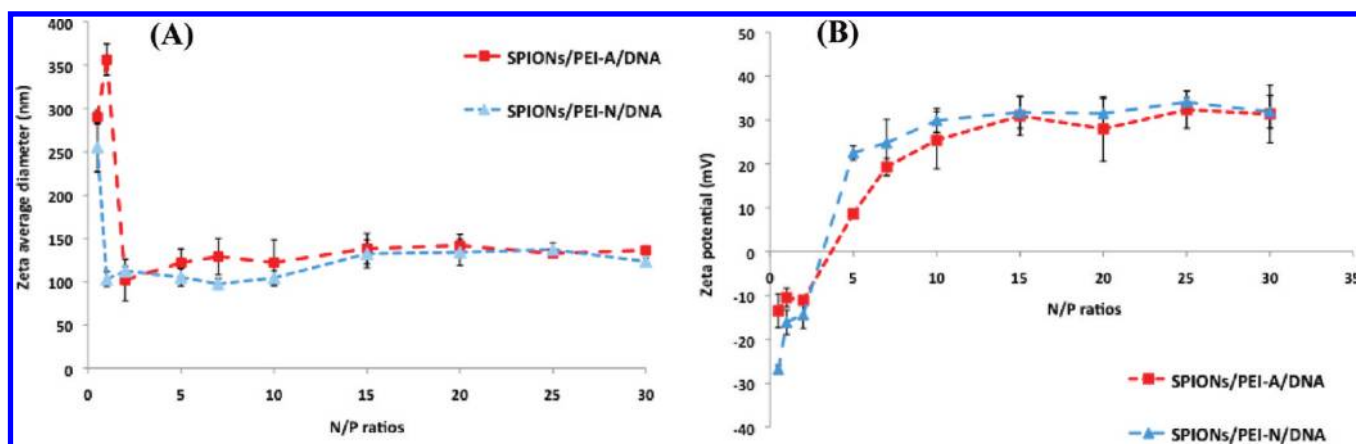 (A)
Zeta average diameter (nm)
400
350
300
250
200
150
100
50
0
0 5 10 15 20 25 30
N/P ratios
SPIONs/PEI-A/DNA
SPIONs/PEI-N/DNA
(B)
Zeta potential (mV)
50
40
30
20
10
0
-10
-20
-30
-40
0 5 10 15 20 25 30 35
N/P ratios
SPIONs/PEI-A/DNA
SPIONs/PEI-N/DNA